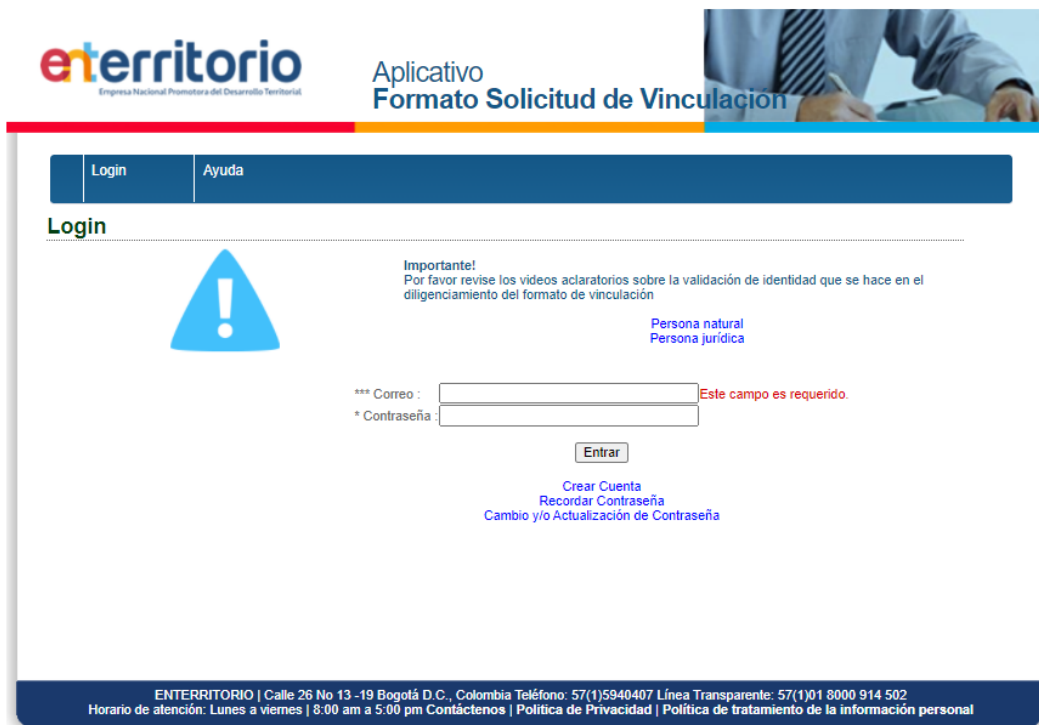 enterritorio
Empresa Nacional Promotora del Desarrollo Territorial
Aplicativo
Formato Solicitud de Vinculación
Login Ayuda
Login
Importante!
Por favor revise los videos aclaratorios sobre la validación de identidad que se hace en el
diligenciamiento del formato de vinculación
Persona natural
Persona jurídica
*** Correo : Este campo es requerido.
* Contraseña :
Entrar
Crear Cuenta
Recordar Contraseña
Cambio y/o Actualización de Contraseña
ENTERRITORIO | Calle 26 No 13 -19 Bogotá D.C., Colombia Teléfono: 57(1)5940407 Línea Transparente: 57(1)01 8000 914 502
Horario de atención: Lunes a viernes | 8:00 am a 5:00 pm Contáctenos | Politica de Privacidad | Política de tratamiento de la información personal